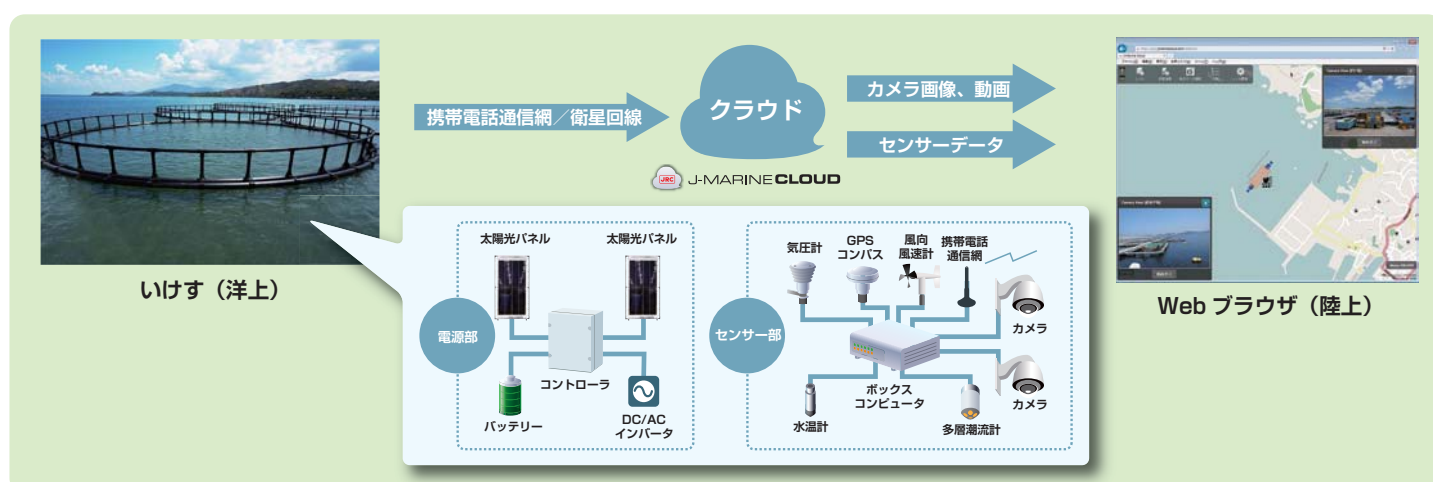 携帯電話通信網／衛星回線
クラウド
カメラ画像、動画
センサーデータ
JRC J-MARINE CLOUD
いけす（洋上）
Web ブラウザ（陸上）
電源部
太陽光パネル
太陽光パネル
コントローラ
バッテリー
DC/AC
インバータ
センサー部
気圧計
GPS
コンパス
風向
風速計
携帯電話
通信網
カメラ
カメラ
ボックス
コンピュータ
水温計
多層潮流計